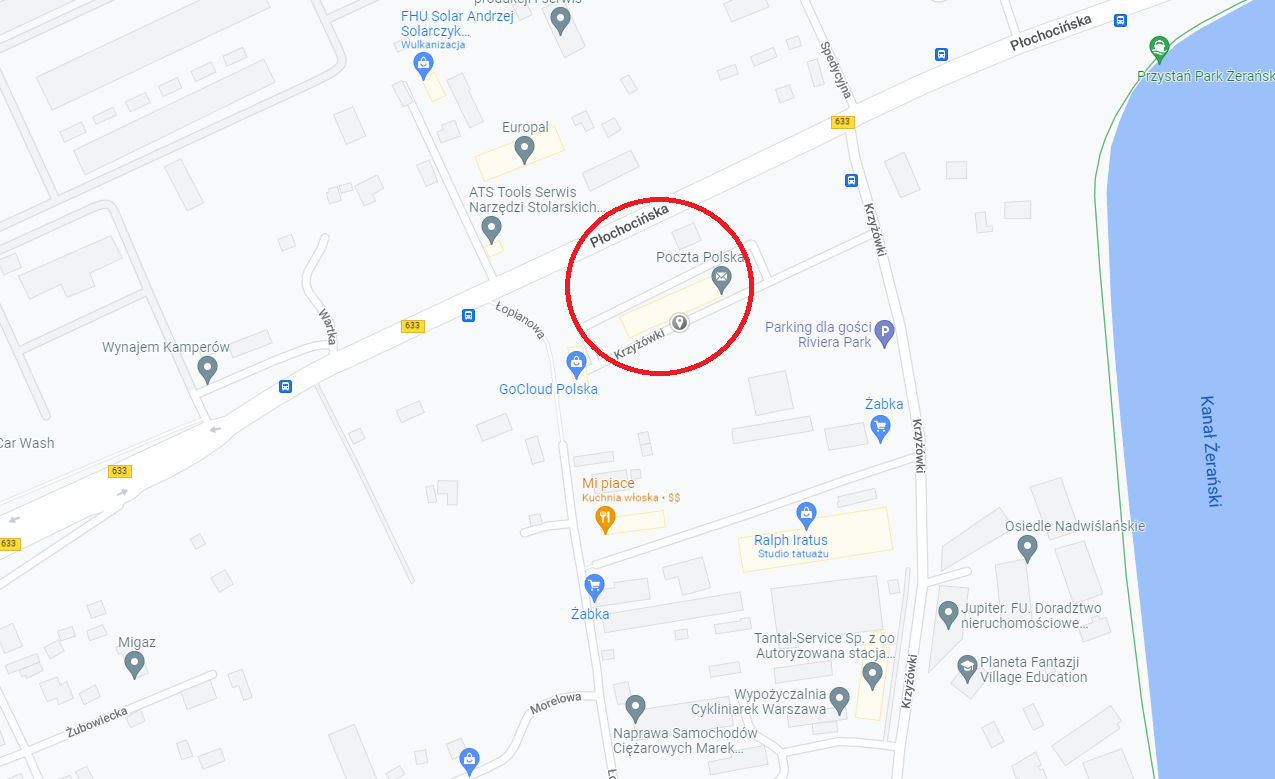 produkcji i serwis
FHU Solar Andrzej
Solarczyk...
Wulkanizacja
Płochocińska
Spedycyjna
Przystań Park Żerańsk
633
Europal
ATS Tools Serwis
Narzędzi Stolarskich...
Płochocińska
Krzyżówki
Poczta Polska
Łopianowa
Wartka
633
Krzyżówki
Parking dla gości
Riviera Park
P
Wynajem Kamperów
GoCloud Polska
Żabka
Kanał Żerański
Car Wash
Krzyżówki
633
Mi piace
Kuchnia włoska • $$
Ralph Iratus
Studio tatuażu
Osiedle Nadwiślańskie
633
Żabka
Jupiter. FU. Doradztwo
nieruchomościowe...
Migaz
Tantal-Service Sp. z oo
Autoryzowana stacja...
Planeta Fantazji
Village Education
Krzyżówki
Wypożyczalnia
Cykliniarek Warszawa
Morelowa
Żubowiecka
Naprawa Samochodów
Ciężarowych Marek...